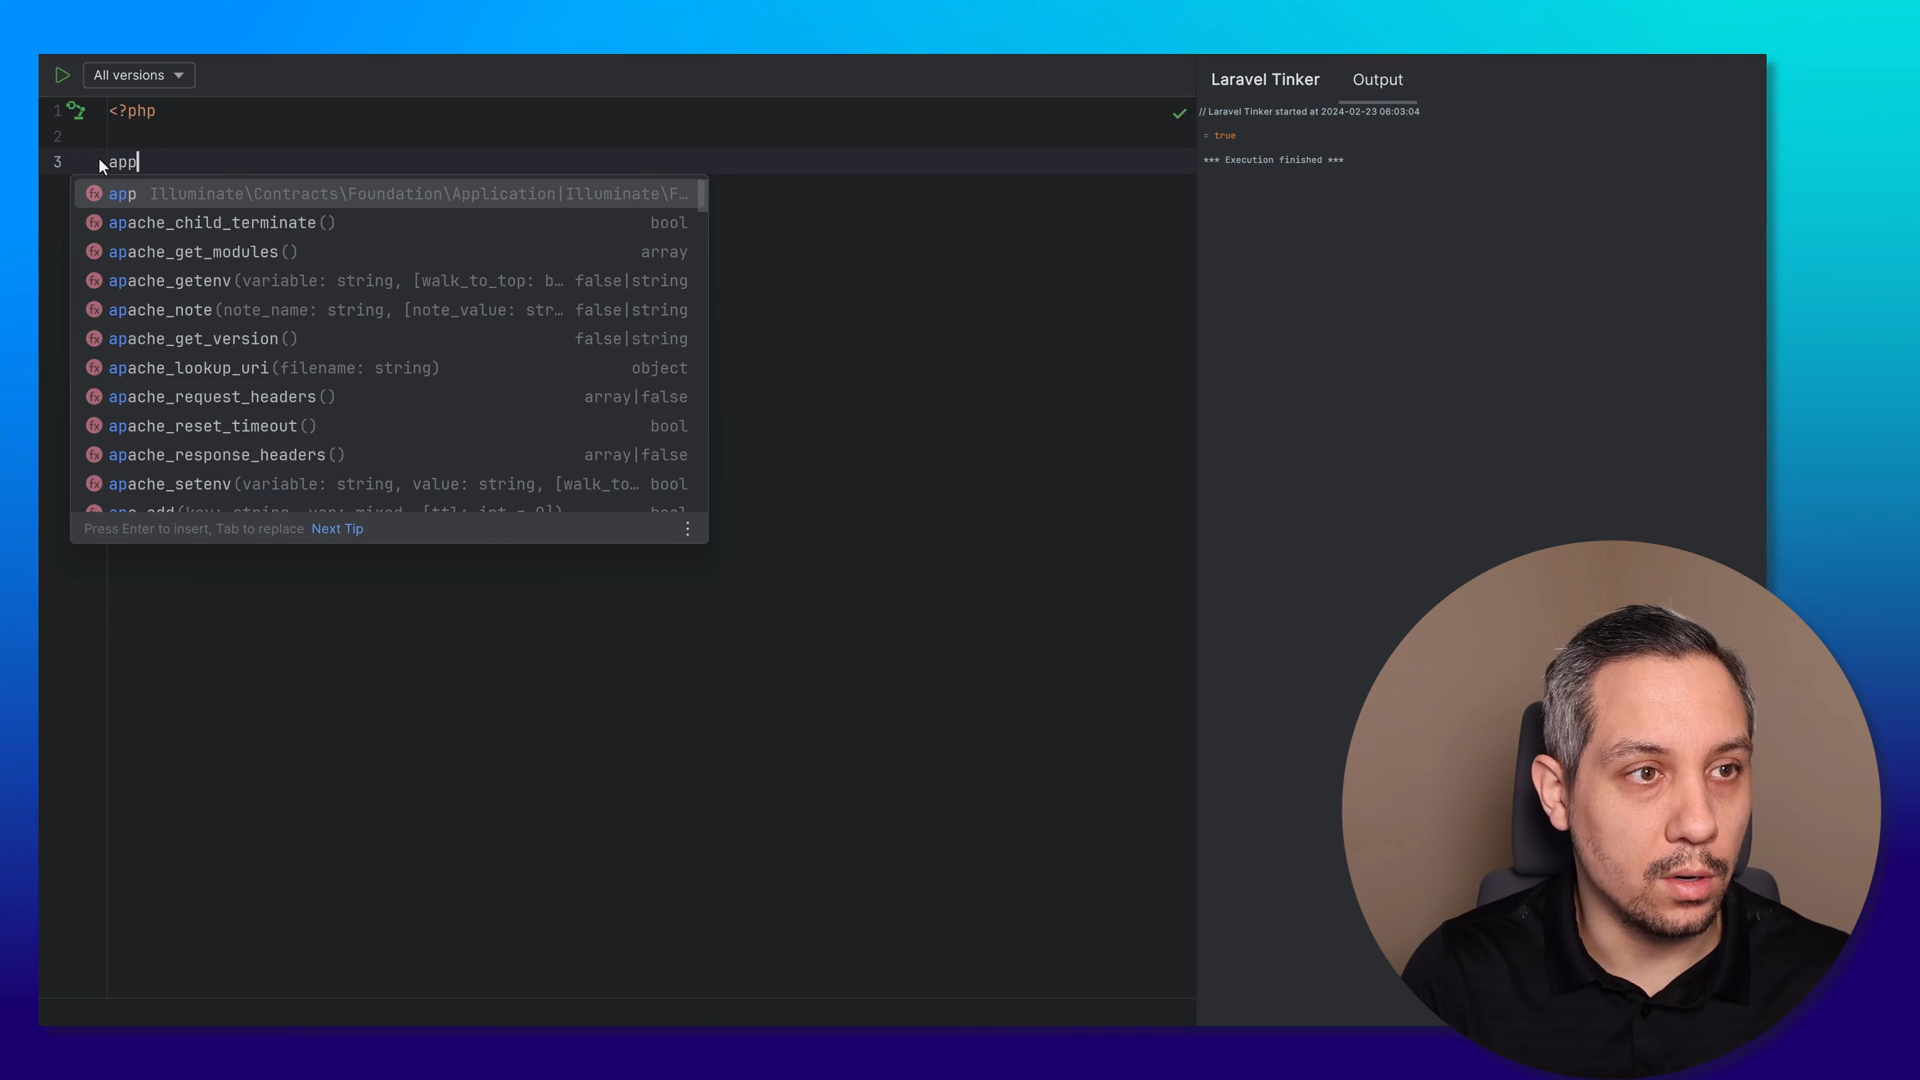 All versions
Laravel Tinker Output
1 <?php
// Laravel Tinker started at 2024-02-23 06:03:04
2
= true
3 app
*** Execution finished ***
app Illuminate\Contracts\Foundation\Application|Illuminate\F…
apache_child_terminate() bool
apache_get_modules() array
apache_getenv(variable: string, [walk_to_top: b… false|string
apache_note(note_name: string, [note_value: str… false|string
apache_get_version() false|string
apache_lookup_uri(filename: string) object
apache_request_headers() array|false
apache_reset_timeout() bool
apache_response_headers() array|false
apache_setenv(variable: string, value: string, [walk_to… bool
Press Enter to insert, Tab to replace Next Tip